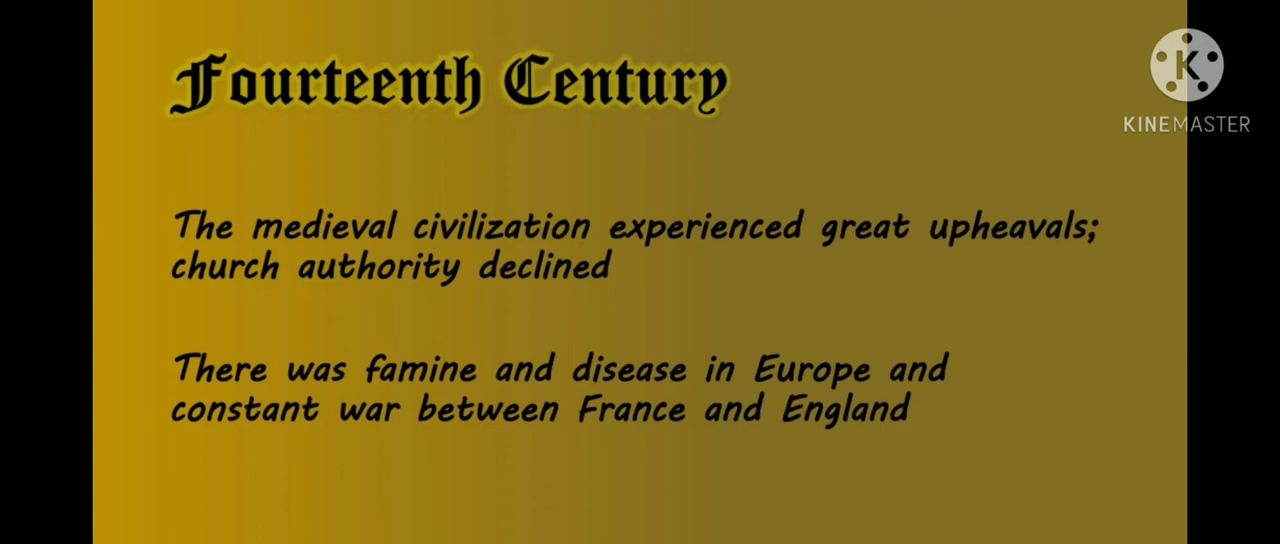 Fourteenth Century
K
KINEMASTER
The medieval civilization experienced great upheavals;
church authority declined
There was famine and disease in Europe and
constant war between France and England